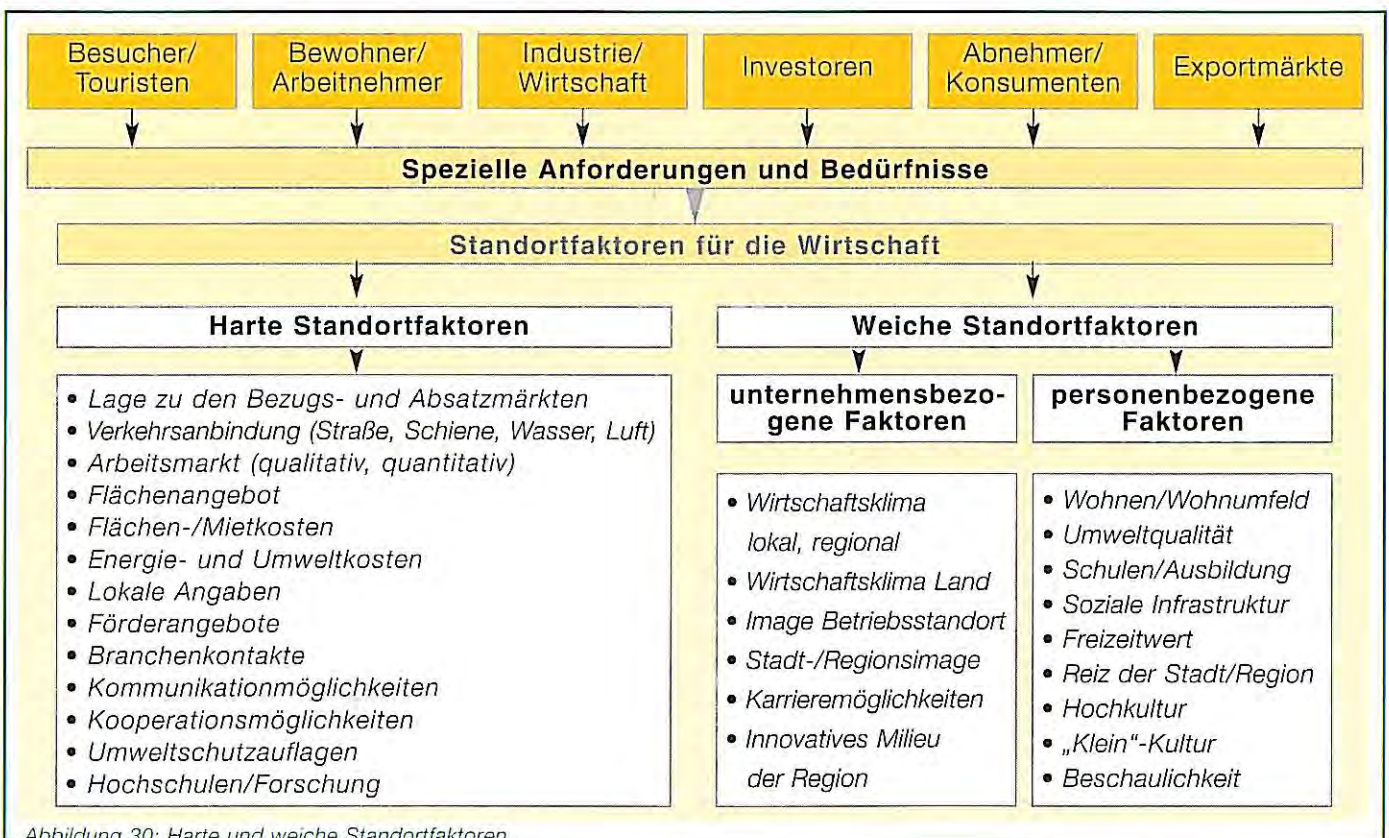 Besucher/
Touristen
Bewohner/
Arbeitnehmer
Industrie/
Wirtschaft
Investoren
Abnehmer/
Konsumenten
Exportmärkte
Spezielle Anforderungen und Bedürfnisse
Standortfaktoren für die Wirtschaft
Harte Standortfaktoren
• Lage zu den Bezugs- und Absatzmärkten
• Verkehrsanbindung (Straße, Schiene, Wasser, Luft)
• Arbeitsmarkt (qualitativ, quantitativ)
• Flächenangebot
• Flächen-/Mietkosten
• Energie- und Umweltkosten
• Lokale Angaben
• Förderangebote
• Branchenkontakte
• Kommunikationmöglichkeiten
• Kooperationsmöglichkeiten
• Umweltschutzauflagen
• Hochschulen/Forschung
Weiche Standortfaktoren
unternehmensbezo-
gene Faktoren
• Wirtschaftsklima
lokal, regional
• Wirtschaftsklima Land
• Image Betriebsstandort
• Stadt-/Regionsimage
• Karrieremöglichkeiten
• Innovatives Milieu
der Region
personenbezogene
Faktoren
• Wohnen/Wohnumfeld
• Umweltqualität
• Schulen/Ausbildung
• Soziale Infrastruktur
• Freizeitwert
• Reiz der Stadt/Region
• Hochkultur
• „Klein“-Kultur
• Beschaulichkeit
Abbildung 30: Harte und weiche Standortfaktoren